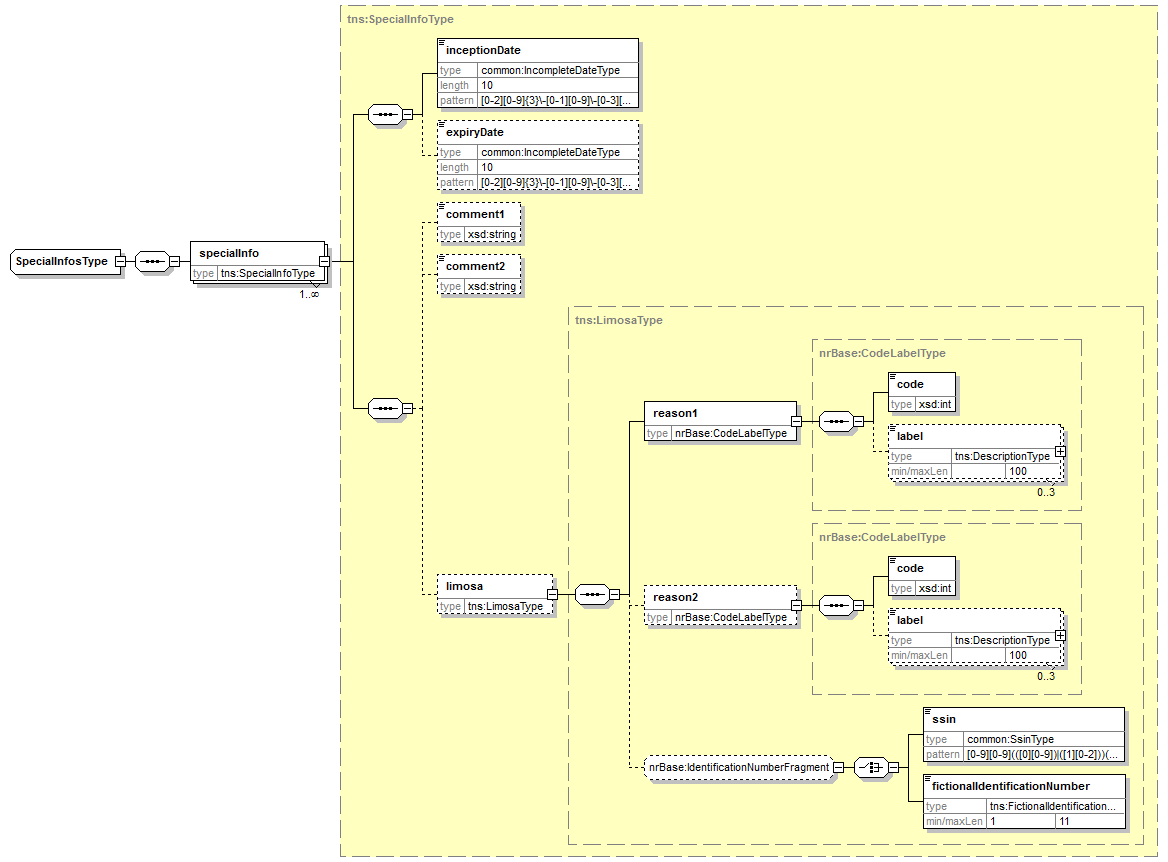 tns:SpecialInfoType
inceptionDate
type common:IncompleteDateType
length 10
pattern [0-2][0-9]{3}\-[0-1][0-9]\-[0-3][...
expiryDate
type common:IncompleteDateType
length 10
pattern [0-2][0-9]{3}\-[0-1][0-9]\-[0-3][...
comment1
type xsd:string
SpecialInfosType
specialInfo
type tns:SpecialInfoType
1..∞
comment2
type xsd:string
tns:LimosaType
nrBase:CodeLabelType
code
type xsd:int
reason1
type nrBase:CodeLabelType
label
type tns:DescriptionType
min/maxLen 100
0..3
nrBase:CodeLabelType
code
type xsd:int
limosa
type tns:LimosaType
reason2
type nrBase:CodeLabelType
label
type tns:DescriptionType
min/maxLen 100
0..3
ssin
type common:SsinType
pattern [0-9][0-9](([0][0-9])|([1][0-2]))(...
nrBase:IdentificationNumberFragment
fictionalIdentificationNumber
type tns:FictionalIdentification...
min/maxLen 1 11